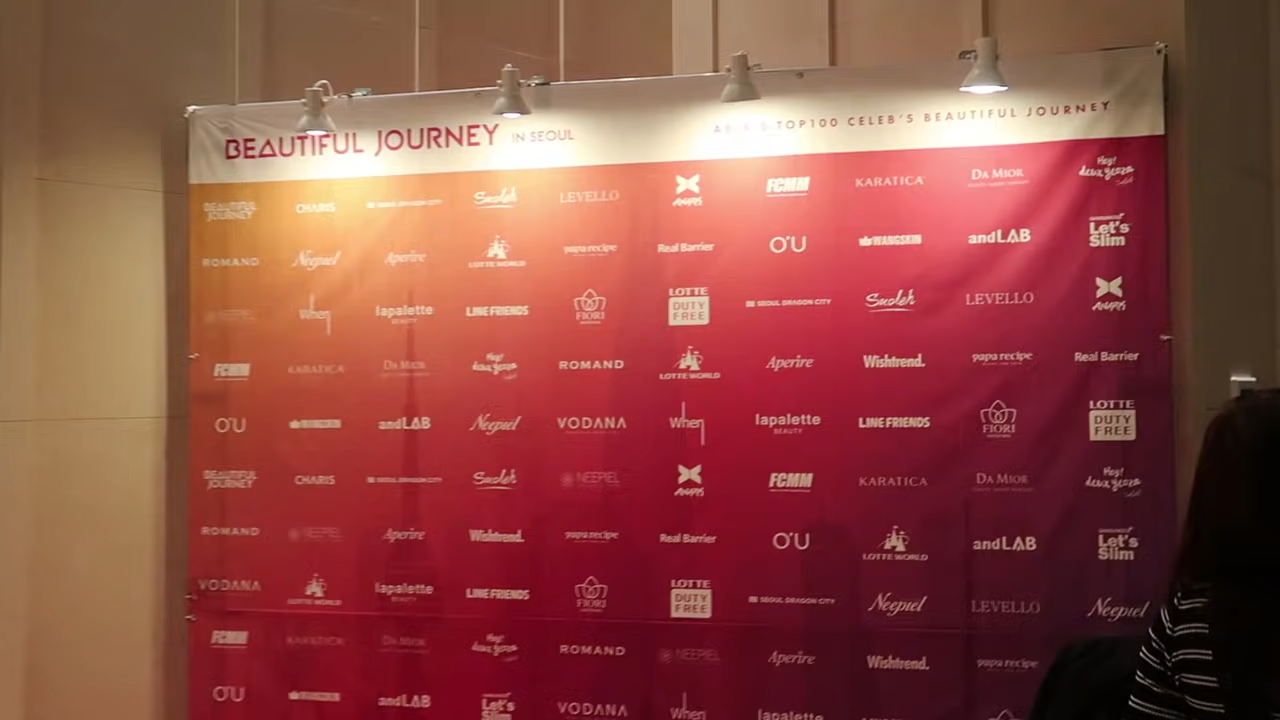 BEAUTIFUL JOURNEY IN SEOUL ASIA'S TOP100 CELEB'S BEAUTIFUL JOURNEY
BEAUTIFUL JOURNEY CHARIS SEOUL DRAGON CITY Swoleh LEVELLO FCMM KARATICA DA MIOR Hey! deux yeoza
ROMAND Neepiel Aperire LOTTE WORLD papa recipe Real Barrier O'U WANGSKIN andLAB Let's Slim
NEEPIEL When lapalette BEAUTY LINE FRIENDS FIORI LOTTE DUTY FREE SEOUL DRAGON CITY Swoleh LEVELLO
FCMM KARATICA DA MIOR Hey! deux yeoza ROMAND LOTTE WORLD Aperire Wishtrend. papa recipe Real Barrier
O'U WANGSKIN andLAB Neepiel VODANA When lapalette BEAUTY LINE FRIENDS FIORI LOTTE DUTY FREE
BEAUTIFUL JOURNEY CHARIS SEOUL DRAGON CITY Swoleh NEEPIEL FCMM KARATICA DA MIOR Hey! deux yeoza
ROMAND NEEPIEL Aperire Wishtrend. papa recipe Real Barrier O'U LOTTE WORLD andLAB Let's Slim
VODANA LOTTE WORLD lapalette BEAUTY LINE FRIENDS FIORI LOTTE DUTY FREE SEOUL DRAGON CITY Neepiel LEVELLO Neepiel
FCMM KARATICA DA MIOR Hey! deux yeoza ROMAND NEEPIEL Aperire Wishtrend. papa recipe
O'U WANGSKIN andLAB Let's Slim VODANA When lapalette